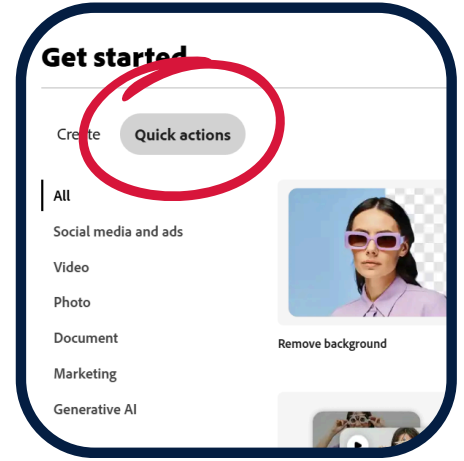 Get started
Create
Quick actions
All
Social media and ads
Video
Photo
Document
Marketing
Generative AI
Remove background